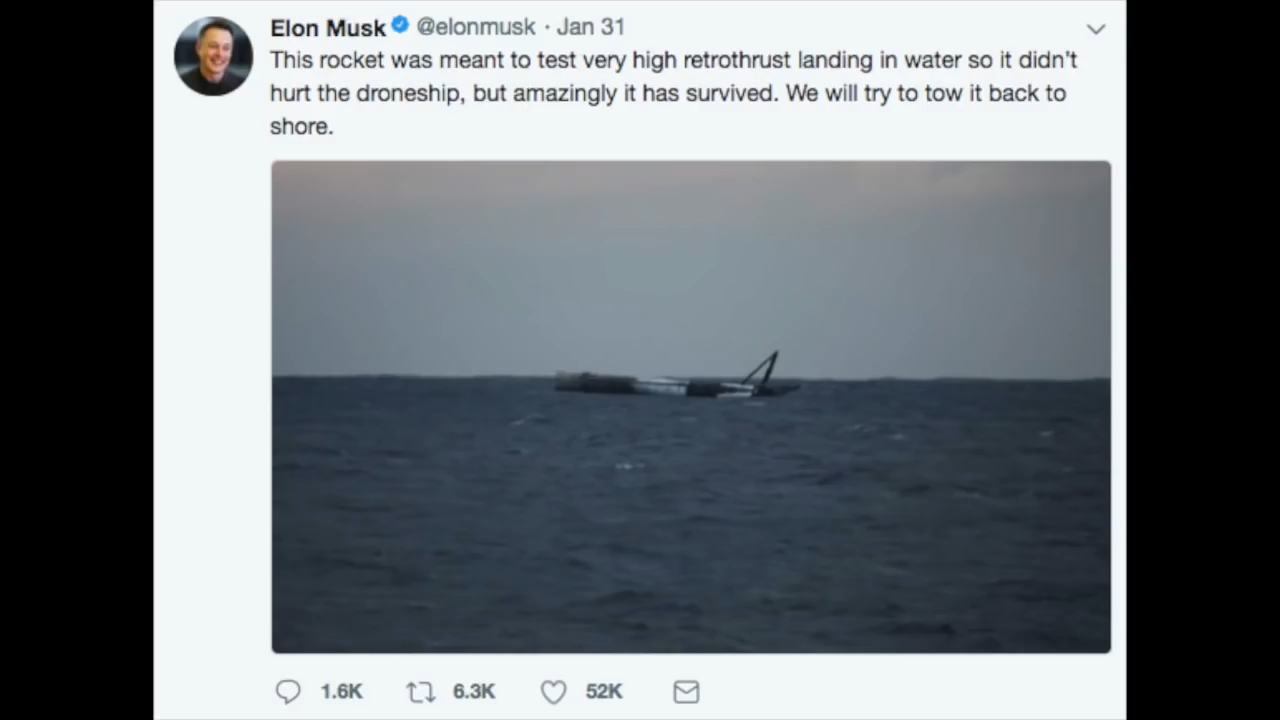 Elon Musk @elonmusk · Jan 31
This rocket was meant to test very high retrothrust landing in water so it didn't
hurt the droneship, but amazingly it has survived. We will try to tow it back to
shore.
1.6K 6.3K 52K